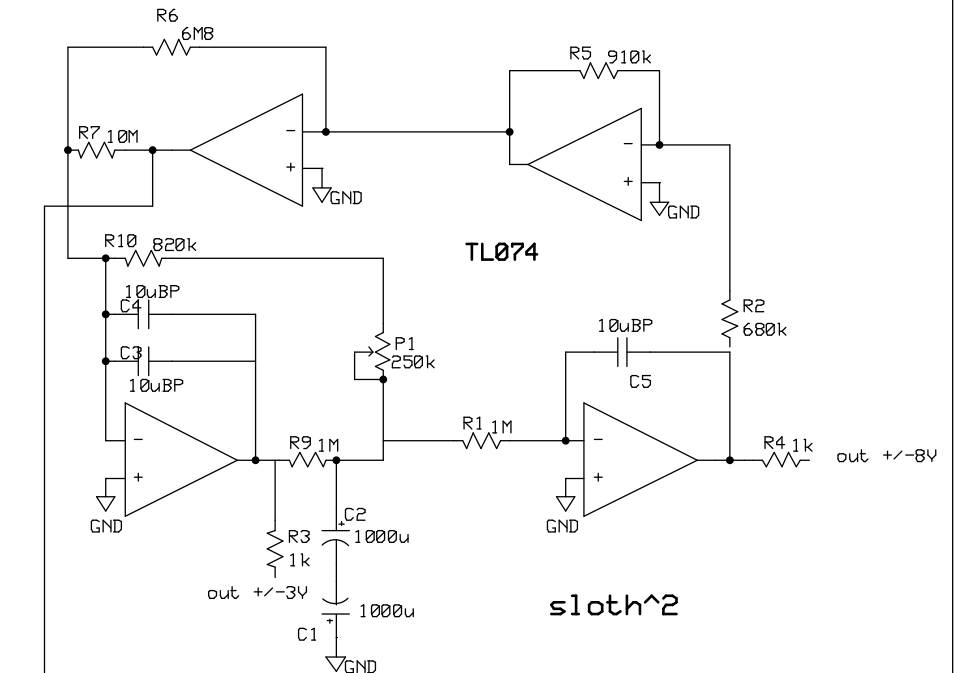 R6
6M8
R5 910k
R7 10M
GND
GND
TL074
R10 820k
10uBP
C4
C3
10uBP
P1
250k
R2
680k
10uBP
C5
R1 1M
R9 1M
R4 1k
out +/-8V
GND
GND
R3
1k
out +/-3V
C2
1000u
1000u
C1
GND
sloth^2